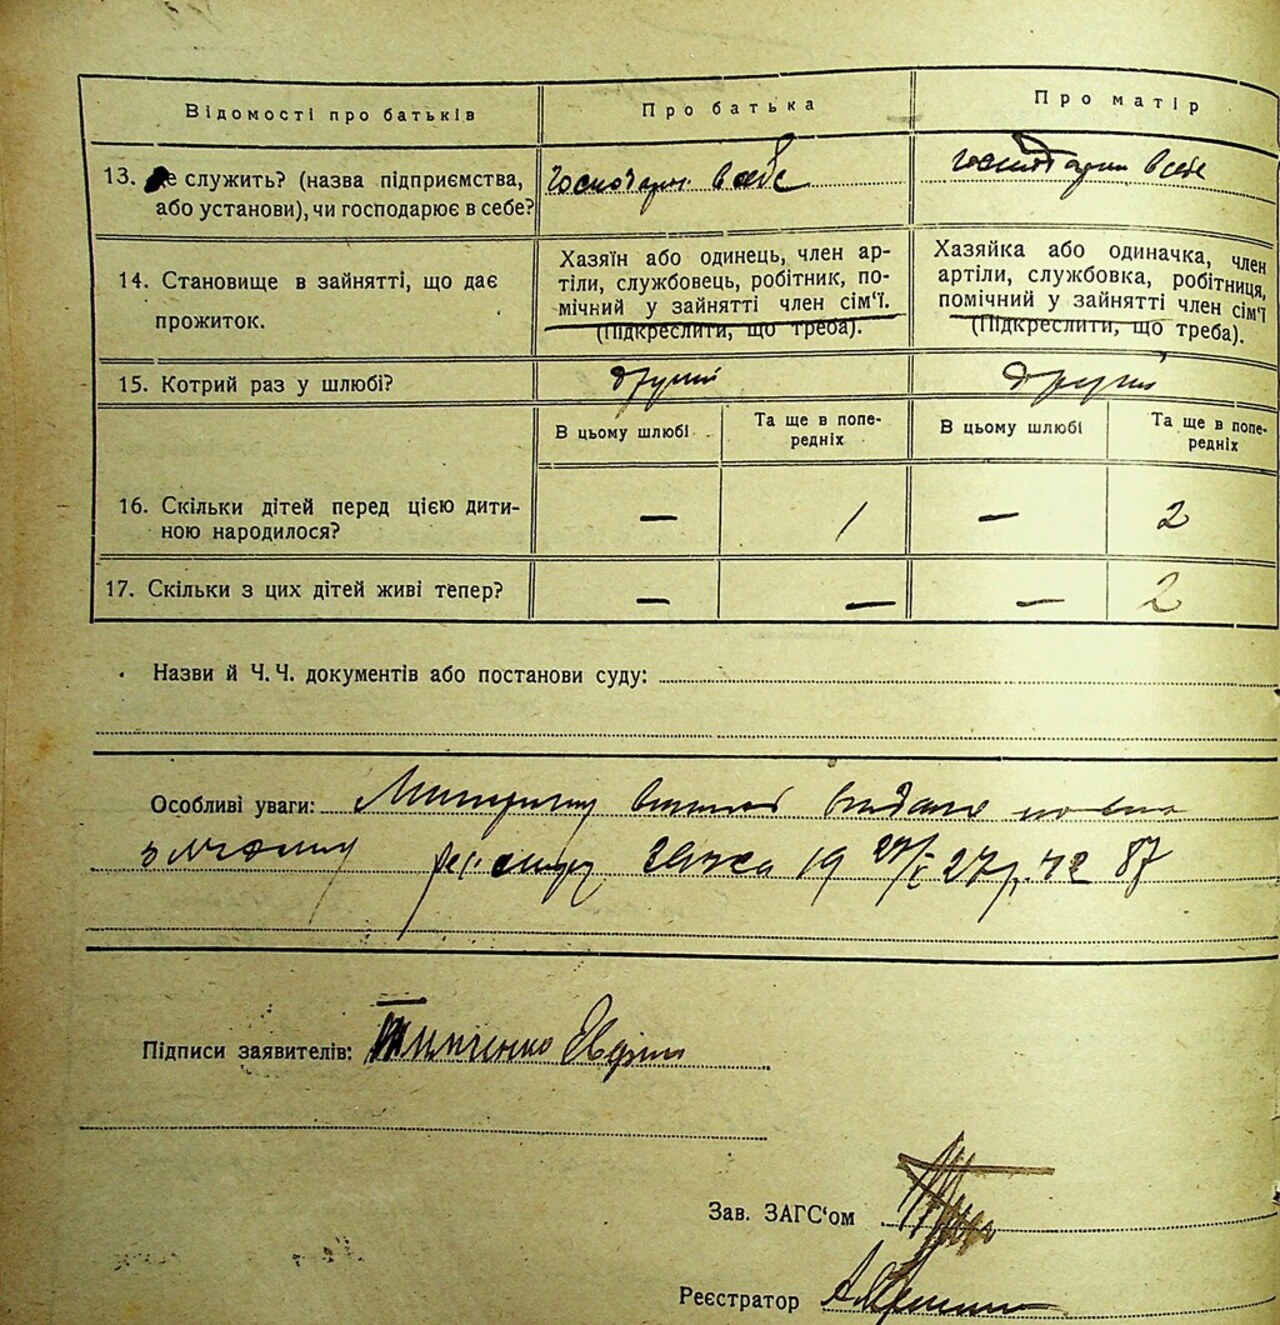 Відомості про батьків
Про батька
Про матір
13. Де служить? (назва підприємства,
або установи), чи господарює в себе?
господарює в себе
господарює в себе
14. Становище в зайнятті, що дає
прожиток.
Хазяїн або одинець, член ар-
тіли, службовець, робітник, по-
мічний у зайнятті член сім'ї.
(Підкреслити, що треба).
Хазяйка або одиначка, член
артіли, службовка, робітниця,
помічний у зайнятті член сім'ї
(Підкреслити, що треба).
15. Котрий раз у шлюбі?
другий
другий
В цьому шлюбі
Та ще в попе-
редніх
В цьому шлюбі
Та ще в попе-
редніх
16. Скільки дітей перед цією дити-
ною народилося?
— 1 — 2
17. Скільки з цих дітей живі тепер?
— — — 2
Назви й Ч. Ч. документів або постанови суду:
Особливі уваги:
19 27 р. 87
Підписи заявителів:
Зав. ЗАГС'ом
Реєстратор